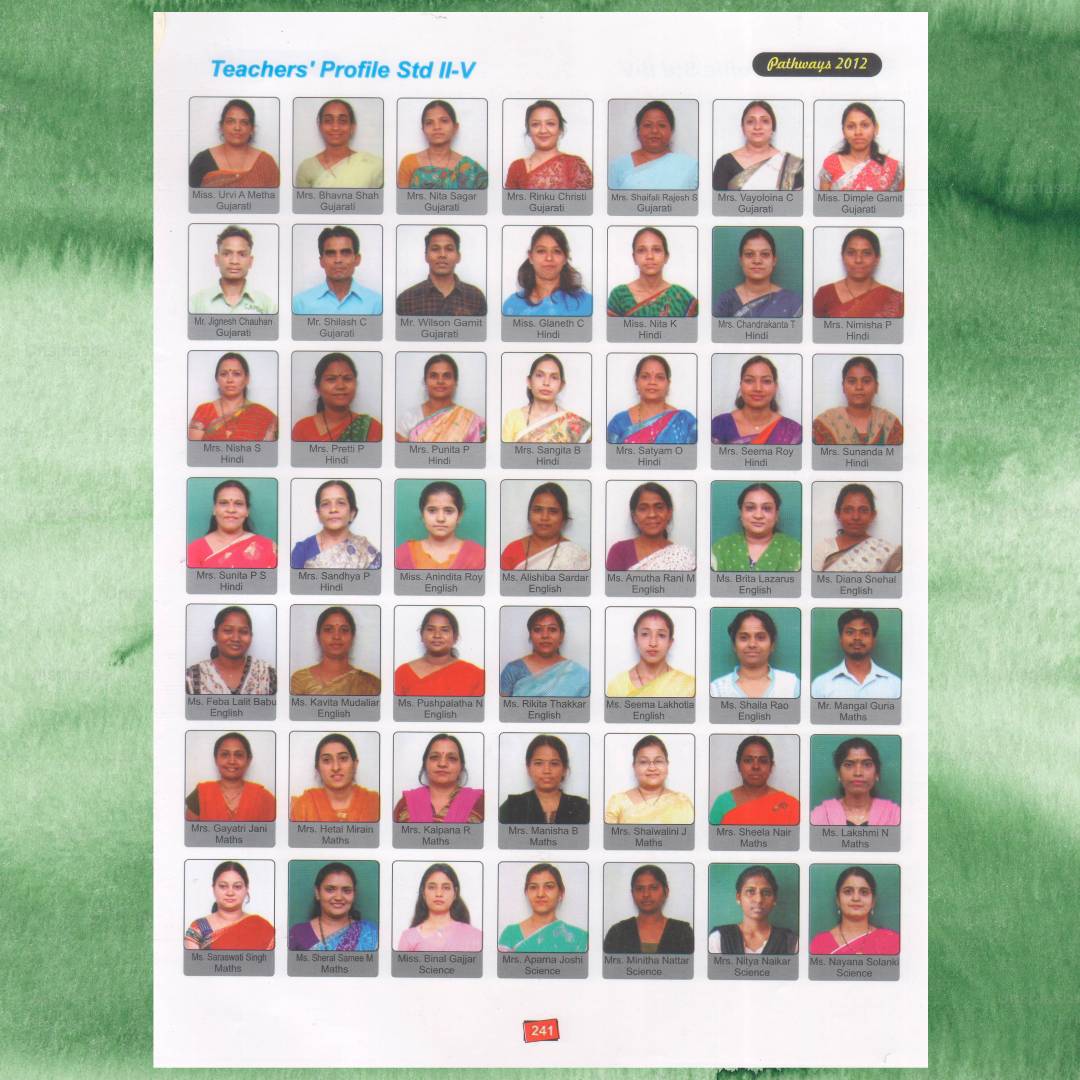 Teachers' Profile Std II-V
Pathways 2012
Miss. Urvi A Metha
Gujarati
Mrs. Bhavna Shah
Gujarati
Mrs. Nita Sagar
Gujarati
Mrs. Rinku Christi
Gujarati
Mrs. Shaifali Rajesh S
Gujarati
Mrs. Vayoloina C
Gujarati
Miss. Dimple Gamit
Gujarati
Mr. Jignesh Chauhan
Gujarati
Mr. Shilash C
Gujarati
Mr. Wilson Gamit
Gujarati
Miss. Glaneth C
Hindi
Miss. Nita K
Hindi
Mrs. Chandrakanta T
Hindi
Mrs. Nimisha P
Hindi
Mrs. Nisha S
Hindi
Mrs. Pretti P
Hindi
Mrs. Punita P
Hindi
Mrs. Sangita B
Hindi
Mrs. Satyam O
Hindi
Mrs. Seema Roy
Hindi
Mrs. Sunanda M
Hindi
Mrs. Sunita P S
Hindi
Mrs. Sandhya P
Hindi
Miss. Anindita Roy
English
Ms. Alishiba Sardar
English
Ms. Amutha Rani M
English
Ms. Brita Lazarus
English
Ms. Diana Snehal
English
Ms. Feba Lalit Babu
English
Ms. Kavita Mudaliar
English
Ms. Pushpalatha N
English
Ms. Rikita Thakkar
English
Ms. Seema Lakhotia
English
Ms. Shaila Rao
English
Mr. Mangal Guria
Maths
Mrs. Gayatri Jani
Maths
Mrs. Hetal Mirain
Maths
Mrs. Kalpana R
Maths
Mrs. Manisha B
Maths
Mrs. Shaiwalini J
Maths
Mrs. Sheela Nair
Maths
Ms. Lakshmi N
Maths
Ms. Saraswati Singh
Maths
Ms. Sheral Samee M
Maths
Miss. Binal Gajjar
Science
Mrs. Aparna Joshi
Science
Mrs. Minitha Nattar
Science
Mrs. Nitya Naikar
Science
Ms. Nayana Solanki
Science
241